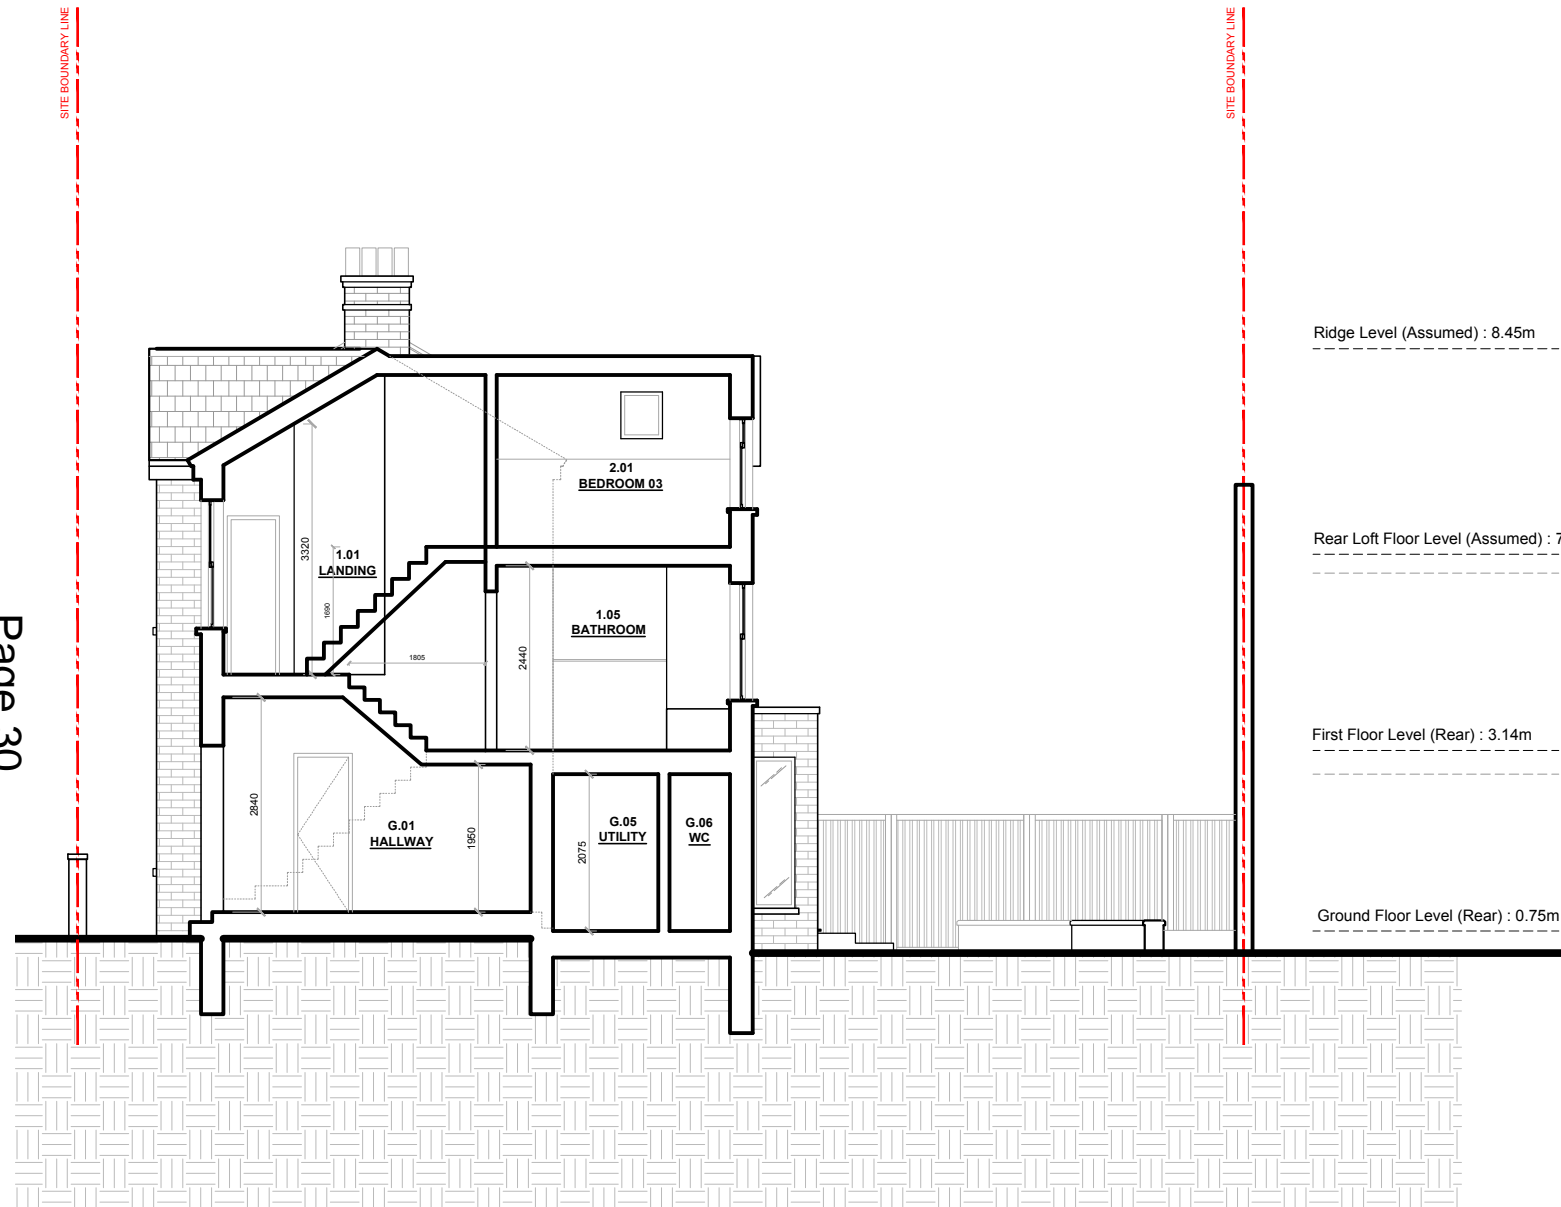 SITE BOUNDARY LINE
SITE BOUNDARY LINE
Ridge Level (Assumed) : 8.45m
2.01
BEDROOM 03
3320
1.01
LANDING
1690
Rear Loft Floor Level (Assumed) : 7
1.05
BATHROOM
2440
1805
Page 30
First Floor Level (Rear) : 3.14m
2840
G.01
HALLWAY
1950
2075
G.05
UTILITY
G.06
WC
Ground Floor Level (Rear) : 0.75m